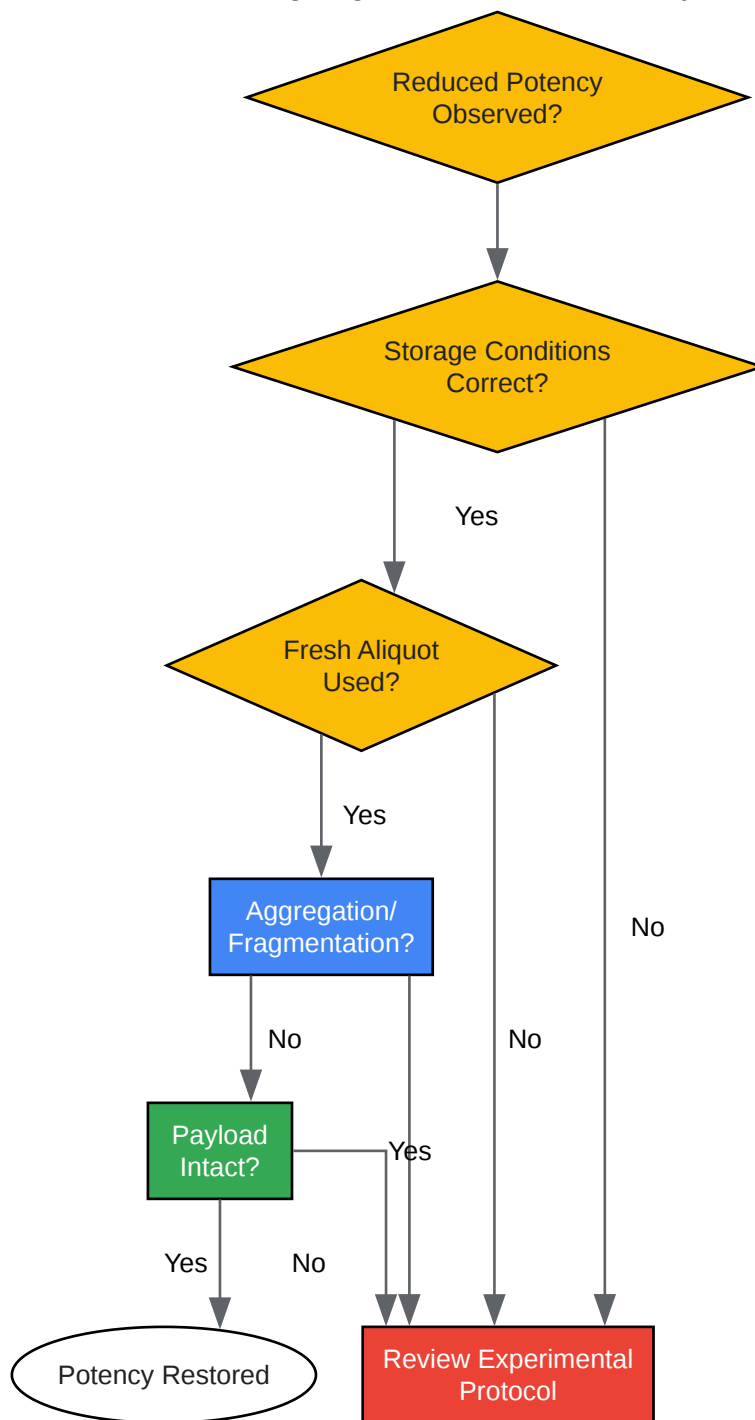 Reduced Potency
Observed?
Storage Conditions
Correct?
Yes
Fresh Aliquot
Used?
Yes
Aggregation/
Fragmentation?
No
No
No
Payload
Intact?
Yes
Yes
No
Potency Restored
Review Experimental
Protocol